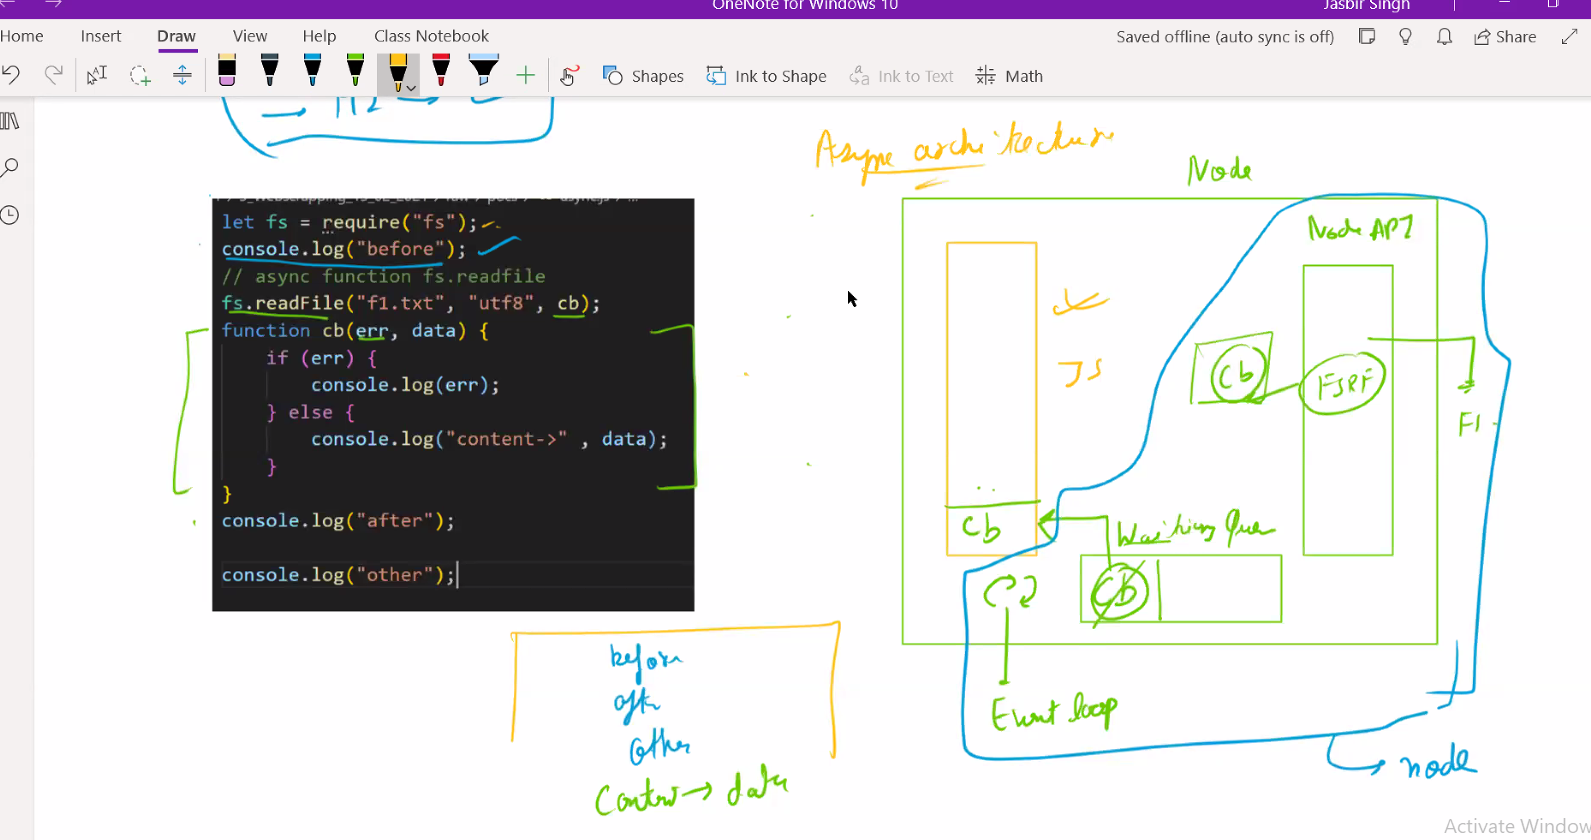 OneNote for Windows 10
Jasbir Singh
Home Insert Draw View Help Class Notebook
Saved offline (auto sync is off) Share
Shapes Ink to Shape Ink to Text Math
Async architecture
Node
let fs = require("fs");
console.log("before");
// async function fs.readfile
fs.readFile("f1.txt", "utf8", cb);
function cb(err, data) {
if (err) {
console.log(err);
} else {
console.log("content->" , data);
}
}
console.log("after");
console.log("other");
Node API
JS
Cb
FSRF
F1
Cb
Waiting Que
Cb
Event loop
node
before
after
Other
Content → data
Activate Window